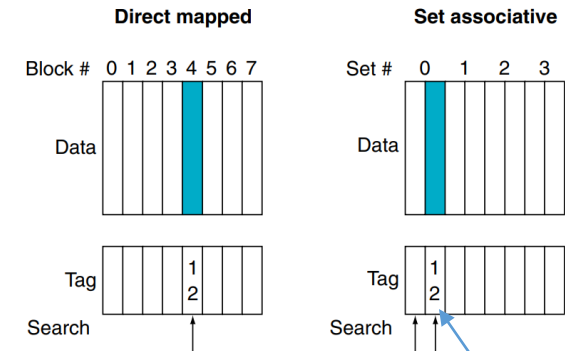 Direct mapped
Set associative
Block # 0 1 2 3 4 5 6 7
Set # 0 1 2 3
Data
Data
Tag
1
2
Tag
1
2
Search
Search